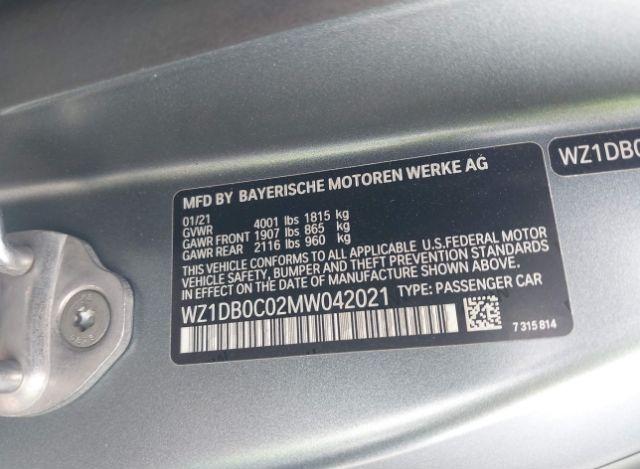 MFD BY BAYERISCHE MOTOREN WERKE AG
01/21
GVWR 4001 lbs 1815 kg
GAWR FRONT 1907 lbs 865 kg
GAWR REAR 2116 lbs 960 kg
THIS VEHICLE CONFORMS TO ALL APPLICABLE U.S.FEDERAL MOTOR
VEHICLE SAFETY, BUMPER AND THEFT PREVENTION STANDARDS
IN EFFECT ON THE DATE OF MANUFACTURE SHOWN ABOVE.
WZ1DB0C02MW042021 TYPE: PASSENGER CAR
7 315 814
WZ1DB0